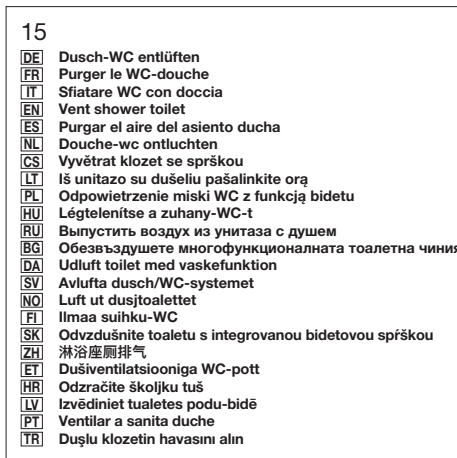 15
DE Dusch-WC entlüften
FR Purger le WC-douche
IT Sfiatare WC con doccia
EN Vent shower toilet
ES Purgar el aire del asiento ducha
NL Douche-wc ontluchten
CS Vyvětrat klozet se sprškou
LT Iš unitazo su dušeliu pašalinkite orą
PL Odpowietrzenie miski WC z funkcją bidetu
HU Légtelenítse a zuhany-WC-t
RU Выпустить воздух из унитаза с душем
BG Обезвъздушете многофункционалната тоалетна чиния
DA Udluft toilet med vaskefunktion
SV Avlufta dusch/WC-systemet
NO Luft ut dusjtoalettet
FI Ilmaa suihku-WC
SK Odvzdušnite toaletu s integrovanou bidetovou spŕškou
ZH 淋浴座厕排气
ET Dušiventilatsiooniga WC-pott
HR Odzračite školjku tuš
LV Izvēdiniet tualetes podu-bidē
PT Ventilar a sanita duche
TR Duşlu klozetin havasını alın